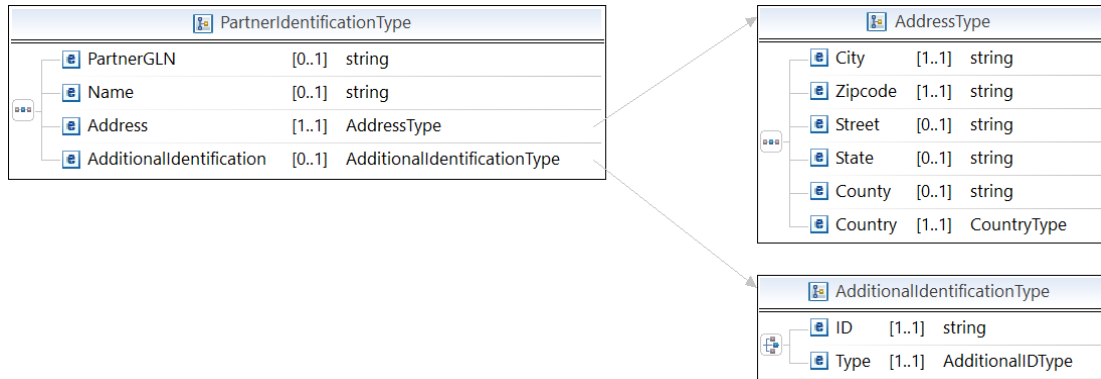 PartnerIdentificationType
PartnerGLN [0..1] string
Name [0..1] string
Address [1..1] AddressType
AdditionalIdentification [0..1] AdditionalIdentificationType
AddressType
City [1..1] string
Zipcode [1..1] string
Street [0..1] string
State [0..1] string
County [0..1] string
Country [1..1] CountryType
AdditionalIdentificationType
ID [1..1] string
Type [1..1] AdditionalIDType